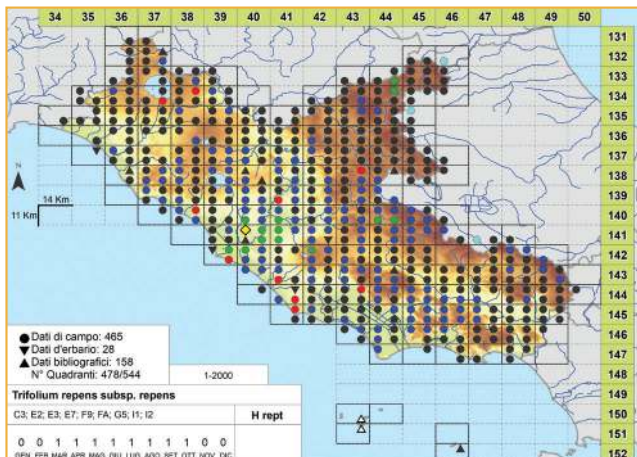 34 35 36 37 38 39 40 41 42 43 44 45 46 47 48 49 50
131
132
133
134
135
136
137
138
139
140
141
142
143
144
145
146
147
148
149
150
151
152
N
14 Km
11 Km
Dati di campo: 465
Dati d'erbario: 28
Dati bibliografici: 158
N° Quadranti: 478/544
1-2000
Trifolium repens subsp. repens
C3; E2; E3; E7; F9; FA; G5; I1; I2
H rept
0 0 1 1 1 1 1 1 1 1 0 0
GEN FEB MAR APR MAG GIU LUG AGO SET OTT NOV DIC